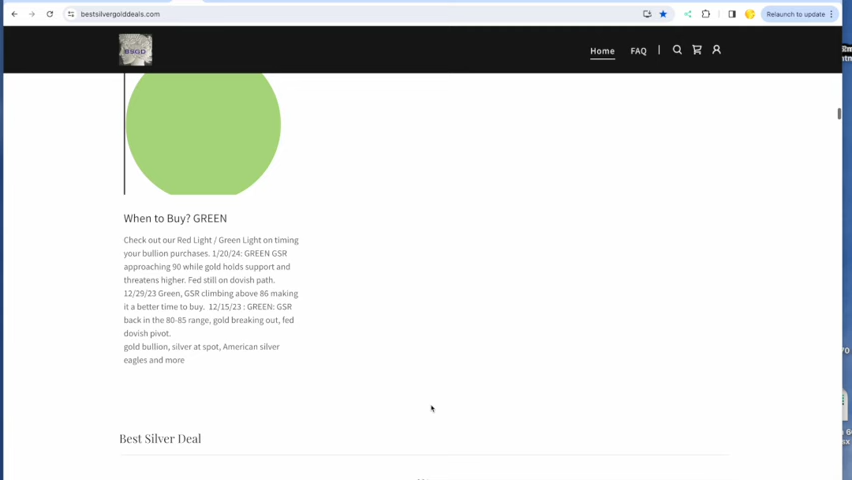 bestsilvergolddeals.com
Relaunch to update
BSGD
Home
FAQ
When to Buy? GREEN
Check out our Red Light / Green Light on timing
your bullion purchases. 1/20/24: GREEN GSR
approaching 90 while gold holds support and
threatens higher. Fed still on dovish path.
12/29/23 Green, GSR climbing above 86 making
it a better time to buy.  12/15/23 : GREEN: GSR
back in the 80-85 range, gold breaking out, fed
dovish pivot.
gold bullion, silver at spot, American silver
eagles and more
Best Silver Deal